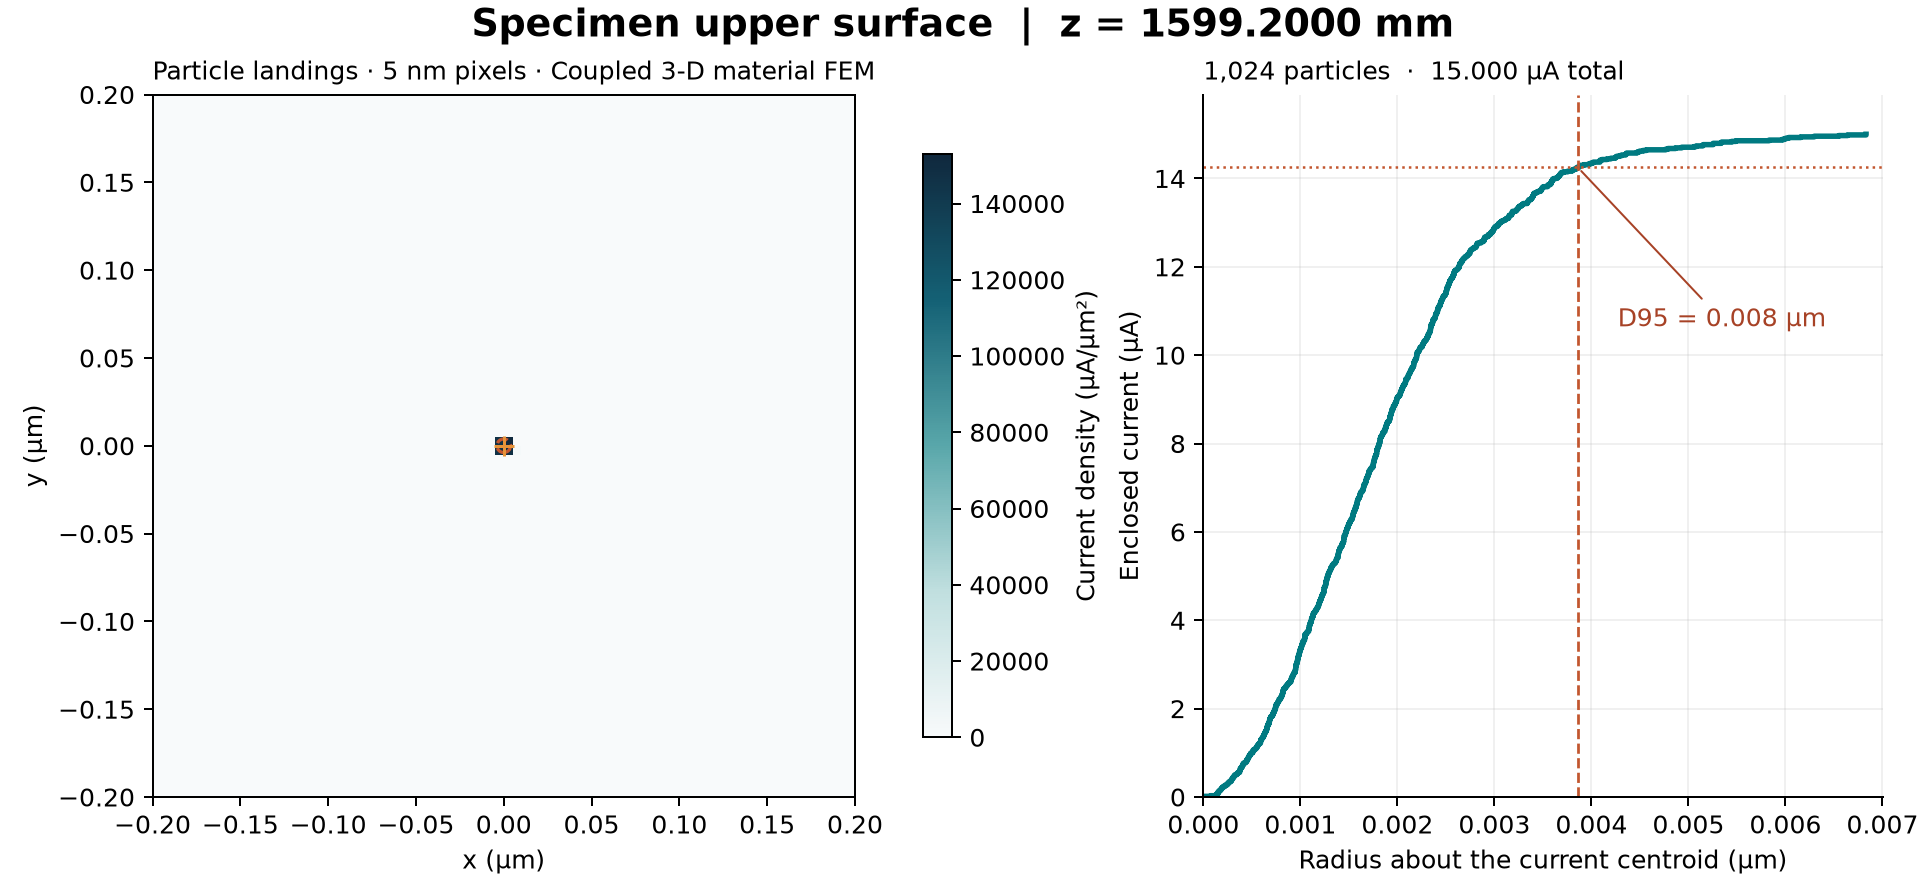 Specimen upper surface | z = 1599.2000 mm
Particle landings · 5 nm pixels · Coupled 3-D material FEM
0.20
0.15
0.10
0.05
0.00
−0.05
−0.10
−0.15
−0.20
y (µm)
−0.20 −0.15 −0.10 −0.05 0.00 0.05 0.10 0.15 0.20
x (µm)
140000
120000
100000
80000
60000
40000
20000
0
Current density (µA/µm²)
1,024 particles · 15.000 µA total
14
12
10
8
6
4
2
0
Enclosed current (µA)
D95 = 0.008 µm
0.000 0.001 0.002 0.003 0.004 0.005 0.006 0.007
Radius about the current centroid (µm)